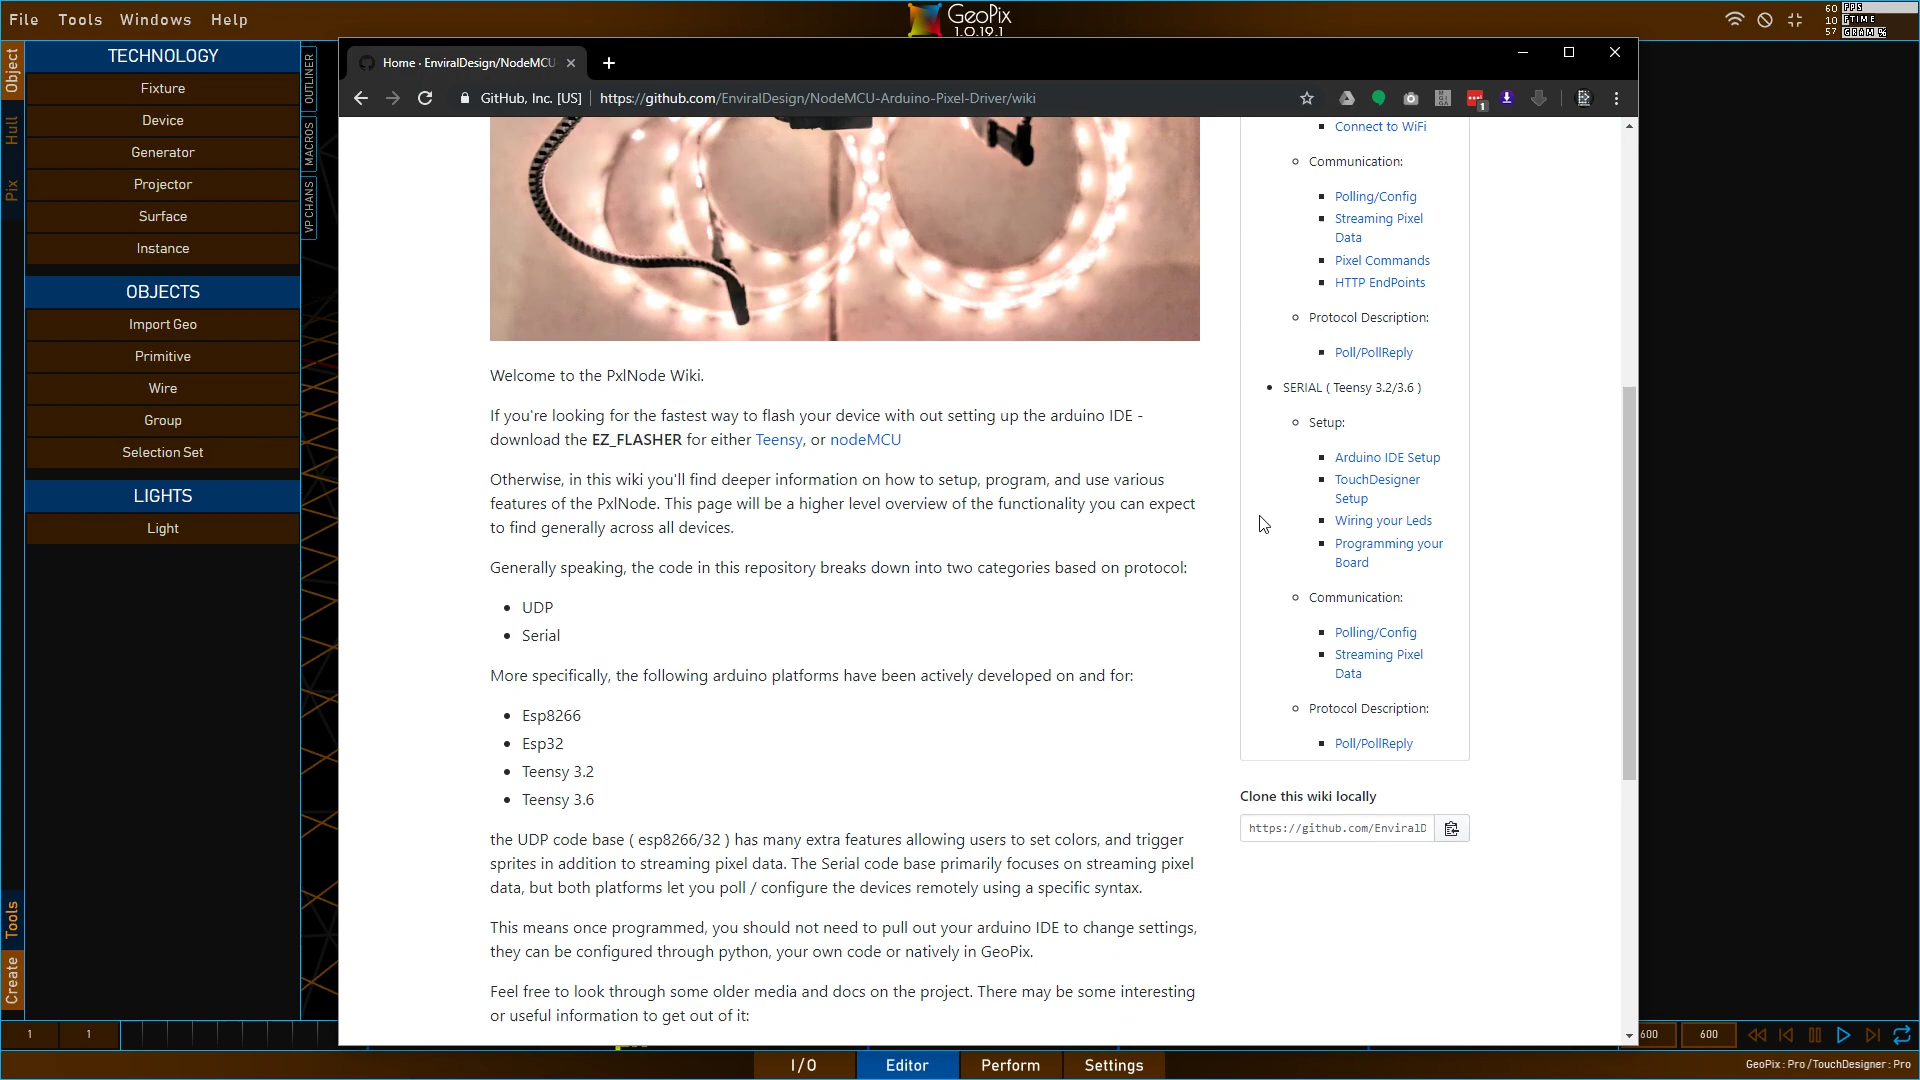 File Tools Windows Help
GeoPix
1.0.19.1
60 FPS
10 FTIME
57 GRAM %
Object
Hull
Pix
Tools
Create
TECHNOLOGY
Fixture
Device
Generator
Projector
Surface
Instance
OBJECTS
Import Geo
Primitive
Wire
Group
Selection Set
LIGHTS
Light
OUTLINER
MACROS
VP CHANS
Home · EnviralDesign/NodeMCU
GitHub, Inc. [US] https://github.com/EnviralDesign/NodeMCU-Arduino-Pixel-Driver/wiki
1
Welcome to the PxlNode Wiki.
If you're looking for the fastest way to flash your device with out setting up the arduino IDE -
download the EZ_FLASHER for either Teensy, or nodeMCU
Otherwise, in this wiki you'll find deeper information on how to setup, program, and use various
features of the PxlNode. This page will be a higher level overview of the functionality you can expect
to find generally across all devices.
Generally speaking, the code in this repository breaks down into two categories based on protocol:
UDP
Serial
More specifically, the following arduino platforms have been actively developed on and for:
Esp8266
Esp32
Teensy 3.2
Teensy 3.6
the UDP code base ( esp8266/32 ) has many extra features allowing users to set colors, and trigger
sprites in addition to streaming pixel data. The Serial code base primarily focuses on streaming pixel
data, but both platforms let you poll / configure the devices remotely using a specific syntax.
This means once programmed, you should not need to pull out your arduino IDE to change settings,
they can be configured through python, your own code or natively in GeoPix.
Feel free to look through some older media and docs on the project. There may be some interesting
or useful information to get out of it:
Connect to WiFi
Communication:
Polling/Config
Streaming Pixel
Data
Pixel Commands
HTTP EndPoints
Protocol Description:
Poll/PollReply
SERIAL ( Teensy 3.2/3.6 )
Setup:
Arduino IDE Setup
TouchDesigner
Setup
Wiring your Leds
Programming your
Board
Communication:
Polling/Config
Streaming Pixel
Data
Protocol Description:
Poll/PollReply
Clone this wiki locally
https://github.com/EnviralD
1 1
600 600
I/O Editor Perform Settings
GeoPix : Pro / TouchDesigner : Pro